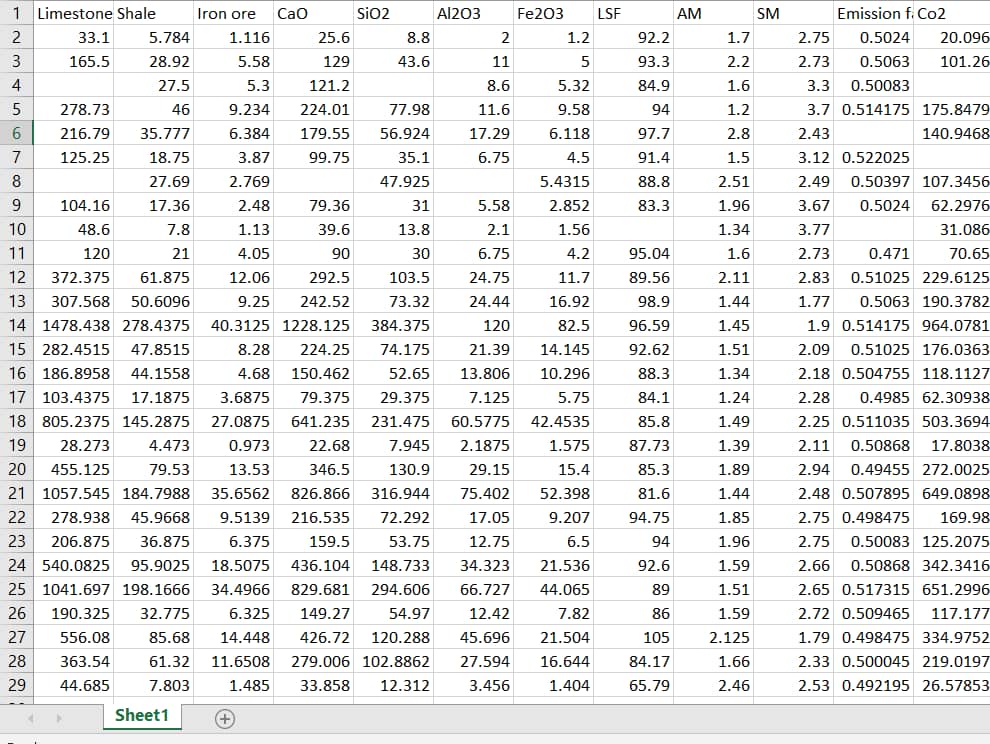 1 Limestone Shale Iron ore CaO SiO2 Al2O3 Fe2O3 LSF AM SM Emission f Co2
2 33.1 5.784 1.116 25.6 8.8 2 1.2 92.2 1.7 2.75 0.5024 20.096
3 165.5 28.92 5.58 129 43.6 11 5 93.3 2.2 2.73 0.5063 101.26
4 27.5 5.3 121.2 8.6 5.32 84.9 1.6 3.3 0.50083
5 278.73 46 9.234 224.01 77.98 11.6 9.58 94 1.2 3.7 0.514175 175.8479
6 216.79 35.777 6.384 179.55 56.924 17.29 6.118 97.7 2.8 2.43 140.9468
7 125.25 18.75 3.87 99.75 35.1 6.75 4.5 91.4 1.5 3.12 0.522025
8 27.69 2.769 47.925 5.4315 88.8 2.51 2.49 0.50397 107.3456
9 104.16 17.36 2.48 79.36 31 5.58 2.852 83.3 1.96 3.67 0.5024 62.2976
10 48.6 7.8 1.13 39.6 13.8 2.1 1.56 1.34 3.77 31.086
11 120 21 4.05 90 30 6.75 4.2 95.04 1.6 2.73 0.471 70.65
12 372.375 61.875 12.06 292.5 103.5 24.75 11.7 89.56 2.11 2.83 0.51025 229.6125
13 307.568 50.6096 9.25 242.52 73.32 24.44 16.92 98.9 1.44 1.77 0.5063 190.3782
14 1478.438 278.4375 40.3125 1228.125 384.375 120 82.5 96.59 1.45 1.9 0.514175 964.0781
15 282.4515 47.8515 8.28 224.25 74.175 21.39 14.145 92.62 1.51 2.09 0.51025 176.0363
16 186.8958 44.1558 4.68 150.462 52.65 13.806 10.296 88.3 1.34 2.18 0.504755 118.1127
17 103.4375 17.1875 3.6875 79.375 29.375 7.125 5.75 84.1 1.24 2.28 0.4985 62.30938
18 805.2375 145.2875 27.0875 641.235 231.475 60.5775 42.4535 85.8 1.49 2.25 0.511035 503.3694
19 28.273 4.473 0.973 22.68 7.945 2.1875 1.575 87.73 1.39 2.11 0.50868 17.8038
20 455.125 79.53 13.53 346.5 130.9 29.15 15.4 85.3 1.89 2.94 0.49455 272.0025
21 1057.545 184.7988 35.6562 826.866 316.944 75.402 52.398 81.6 1.44 2.48 0.507895 649.0898
22 278.938 45.9668 9.5139 216.535 72.292 17.05 9.207 94.75 1.85 2.75 0.498475 169.98
23 206.875 36.875 6.375 159.5 53.75 12.75 6.5 94 1.96 2.75 0.50083 125.2075
24 540.0825 95.9025 18.5075 436.104 148.733 34.323 21.536 92.6 1.59 2.66 0.50868 342.3416
25 1041.697 198.1666 34.4966 829.681 294.606 66.727 44.065 89 1.51 2.65 0.517315 651.2996
26 190.325 32.775 6.325 149.27 54.97 12.42 7.82 86 1.59 2.72 0.509465 117.177
27 556.08 85.68 14.448 426.72 120.288 45.696 21.504 105 2.125 1.79 0.498475 334.9752
28 363.54 61.32 11.6508 279.006 102.8862 27.594 16.644 84.17 1.66 2.33 0.500045 219.0197
29 44.685 7.803 1.485 33.858 12.312 3.456 1.404 65.79 2.46 2.53 0.492195 26.57853
Sheet1